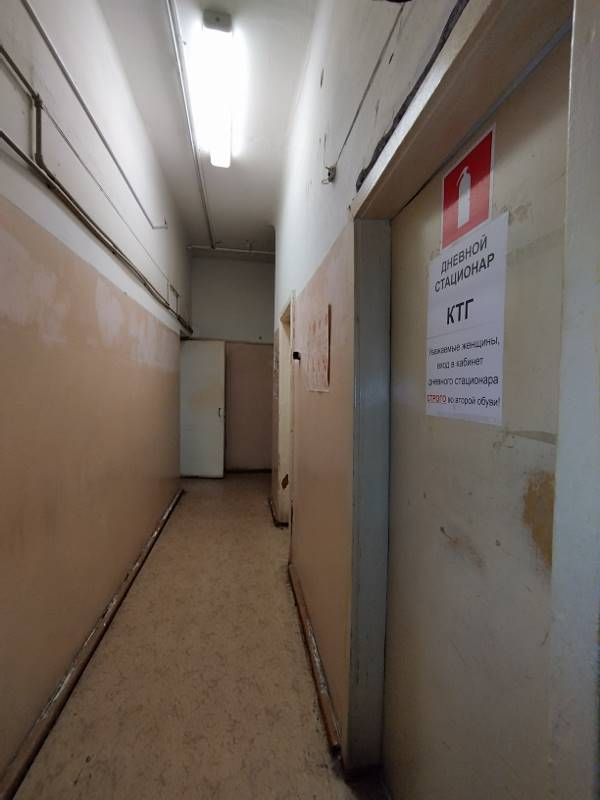 ДНЕВНОЙ
СТАЦИОНАР
КТГ
Уважаемые женщины,
вход в кабинет
дневного стационара
СТРОГО во второй обуви!